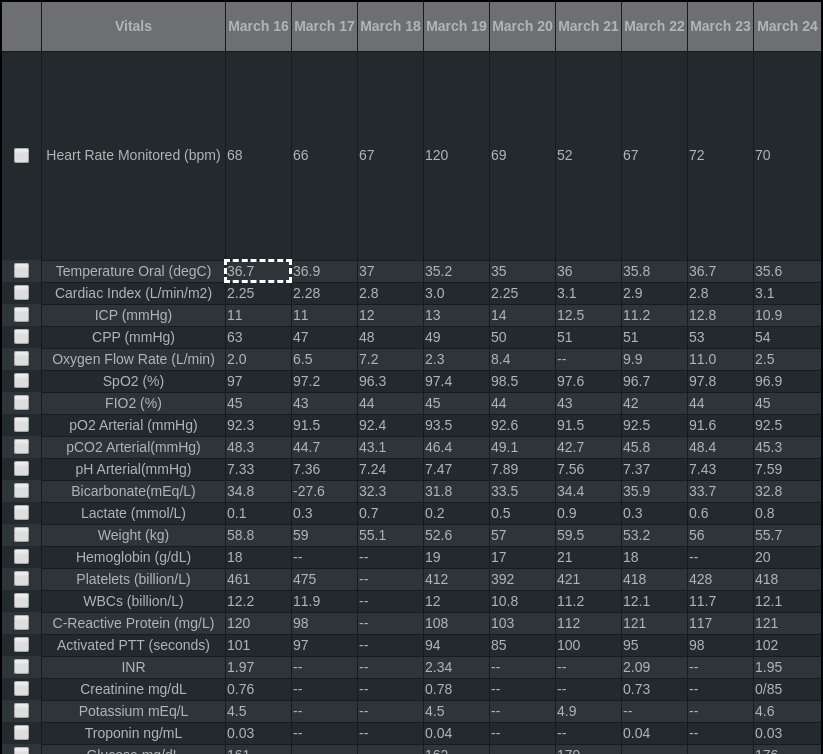 Vitals March 16 March 17 March 18 March 19 March 20 March 21 March 22 March 23 March 24
Heart Rate Monitored (bpm) 68 66 67 120 69 52 67 72 70
Temperature Oral (degC) 36.7 36.9 37 35.2 35 36 35.8 36.7 35.6
Cardiac Index (L/min/m2) 2.25 2.28 2.8 3.0 2.25 3.1 2.9 2.8 3.1
ICP (mmHg) 11 11 12 13 14 12.5 11.2 12.8 10.9
CPP (mmHg) 63 47 48 49 50 51 51 53 54
Oxygen Flow Rate (L/min) 2.0 6.5 7.2 2.3 8.4 -- 9.9 11.0 2.5
SpO2 (%) 97 97.2 96.3 97.4 98.5 97.6 96.7 97.8 96.9
FIO2 (%) 45 43 44 45 44 43 42 44 45
pO2 Arterial (mmHg) 92.3 91.5 92.4 93.5 92.6 91.5 92.5 91.6 92.5
pCO2 Arterial(mmHg) 48.3 44.7 43.1 46.4 49.1 42.7 45.8 48.4 45.3
pH Arterial(mmHg) 7.33 7.36 7.24 7.47 7.89 7.56 7.37 7.43 7.59
Bicarbonate(mEq/L) 34.8 -27.6 32.3 31.8 33.5 34.4 35.9 33.7 32.8
Lactate (mmol/L) 0.1 0.3 0.7 0.2 0.5 0.9 0.3 0.6 0.8
Weight (kg) 58.8 59 55.1 52.6 57 59.5 53.2 56 55.7
Hemoglobin (g/dL) 18 -- -- 19 17 21 18 -- 20
Platelets (billion/L) 461 475 -- 412 392 421 418 428 418
WBCs (billion/L) 12.2 11.9 -- 12 10.8 11.2 12.1 11.7 12.1
C-Reactive Protein (mg/L) 120 98 -- 108 103 112 121 117 121
Activated PTT (seconds) 101 97 -- 94 85 100 95 98 102
INR 1.97 -- -- 2.34 -- -- 2.09 -- 1.95
Creatinine mg/dL 0.76 -- -- 0.78 -- -- 0.73 -- 0/85
Potassium mEq/L 4.5 -- -- 4.5 -- 4.9 -- -- 4.6
Troponin ng/mL 0.03 -- -- 0.04 -- -- 0.04 -- 0.03
Glucose mg/dL 161 162 179 176